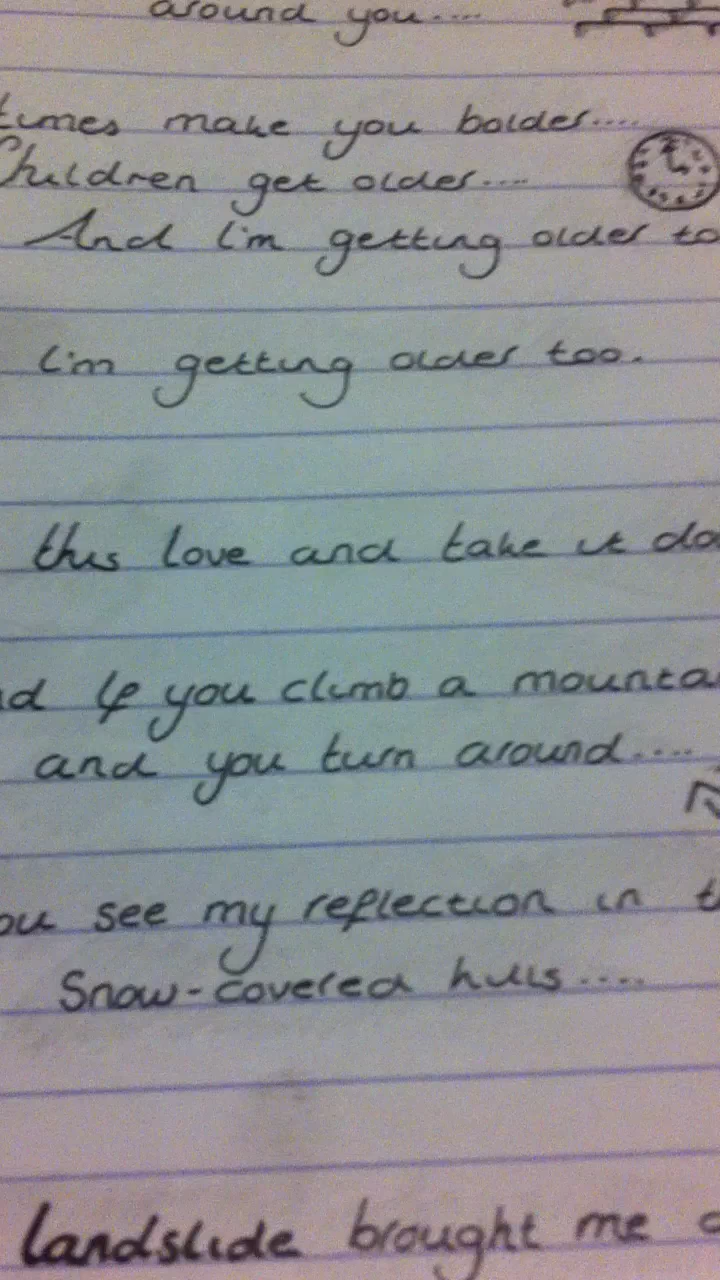 around you....
times make you bolder....
Children get older....
And I'm getting older to
I'm getting older too.
this love and take it do
nd if you climb a mounta
and you turn around....
ou see my reflection in t
Snow-covered hills....
landslide brought me d